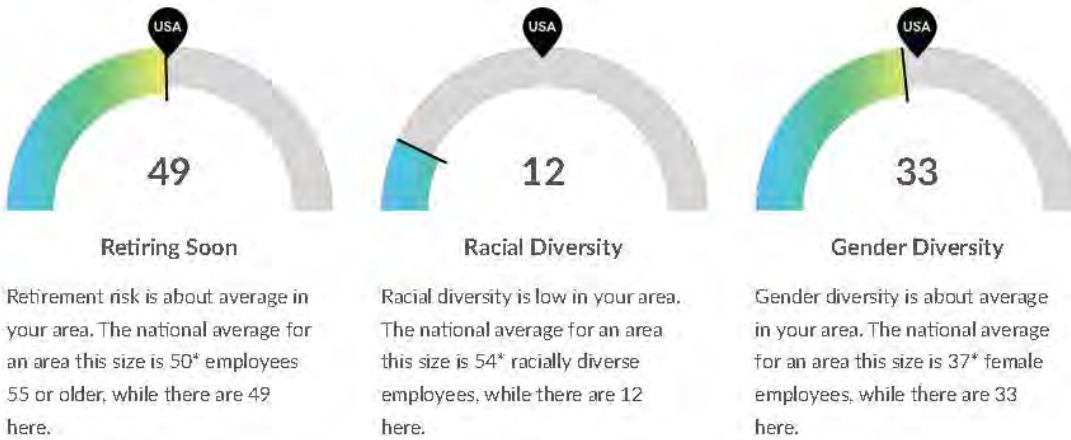 USA
49
Retiring Soon
Retirement risk is about average in
your area. The national average for
an area this size is 50* employees
55 or older, while there are 49
here.
USA
12
Racial Diversity
Racial diversity is low in your area.
The national average for an area
this size is 54* racially diverse
employees, while there are 12
here.
USA
33
Gender Diversity
Gender diversity is about average
in your area. The national average
for an area this size is 37* female
employees, while there are 33
here.